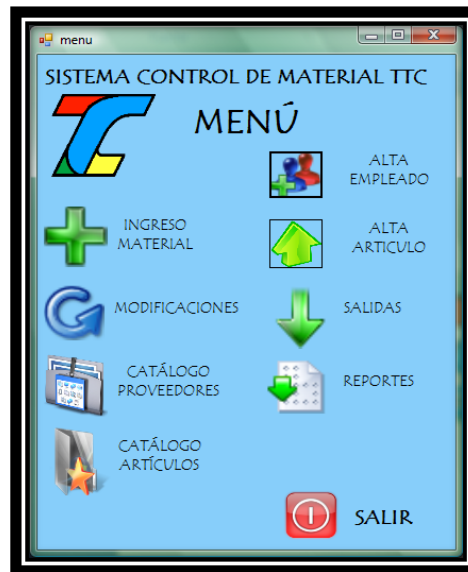 menu
SISTEMA CONTROL DE MATERIAL TTC
MENÚ
ALTA
EMPLEADO
INGRESO
MATERIAL
ALTA
ARTICULO
MODIFICACIONES
SALIDAS
CATÁLOGO
PROVEEDORES
REPORTES
CATÁLOGO
ARTÍCULOS
SALIR